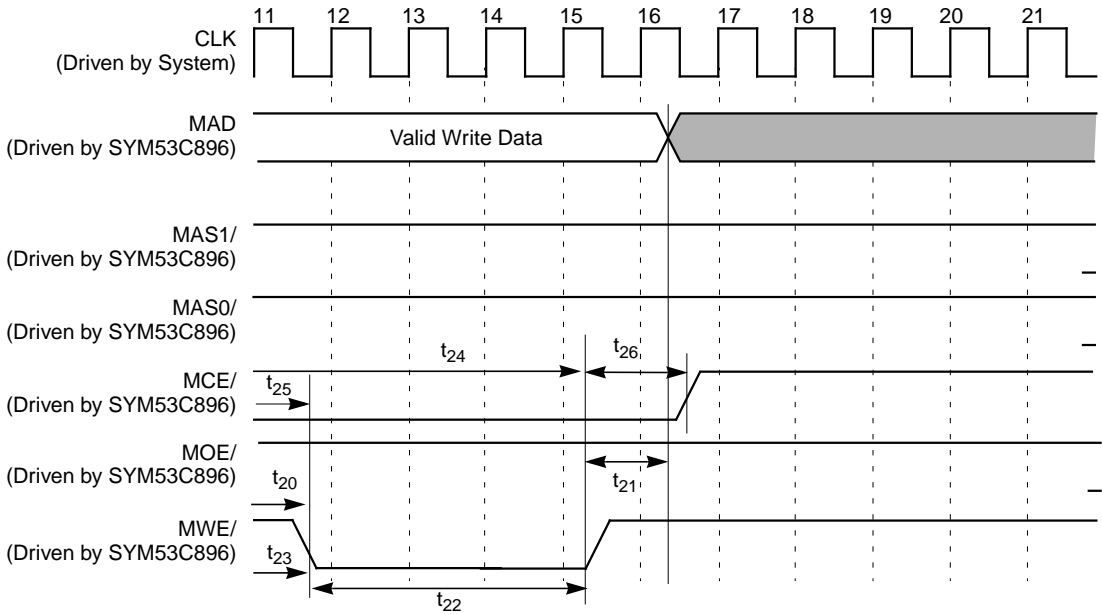 11 12 13 14 15 16 17 18 19 20 21
CLK
(Driven by System)
MAD
(Driven by SYM53C896)
Valid Write Data
MAS1/
(Driven by SYM53C896)
MAS0/
(Driven by SYM53C896)
t24
t26
MCE/
(Driven by SYM53C896)
t25
MOE/
(Driven by SYM53C896)
t21
t20
MWE/
(Driven by SYM53C896)
t23
t22